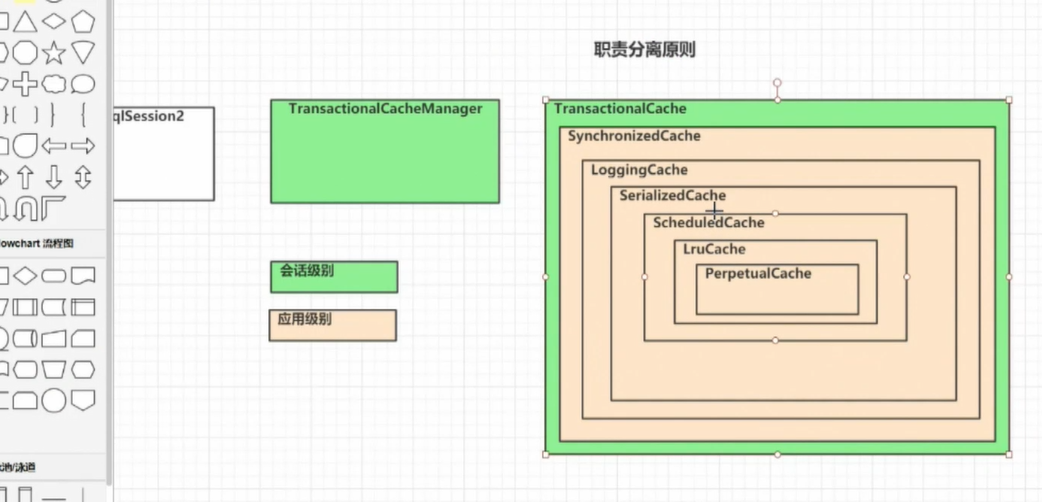 职责分离原则
qlSession2
TransactionalCacheManager
TransactionalCache
SynchronizedCache
LoggingCache
SerializedCache
ScheduledCache
LruCache
PerpetualCache
会话级别
应用级别
lowchart 流程图
池/泳道